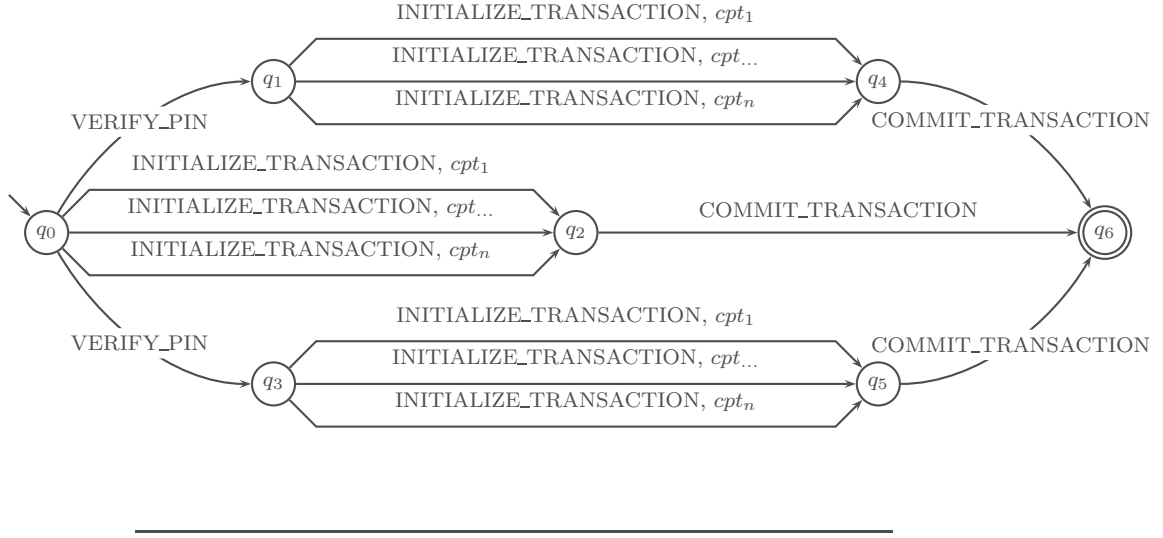 INITIALIZE_TRANSACTION, cpt₁
INITIALIZE_TRANSACTION, cpt...
q₁
q₄
INITIALIZE_TRANSACTION, cptₙ
VERIFY_PIN
COMMIT_TRANSACTION
INITIALIZE_TRANSACTION, cpt₁
INITIALIZE_TRANSACTION, cpt...
COMMIT_TRANSACTION
q₀
q₂
q₆
INITIALIZE_TRANSACTION, cptₙ
INITIALIZE_TRANSACTION, cpt₁
VERIFY_PIN
COMMIT_TRANSACTION
INITIALIZE_TRANSACTION, cpt...
q₃
q₅
INITIALIZE_TRANSACTION, cptₙ